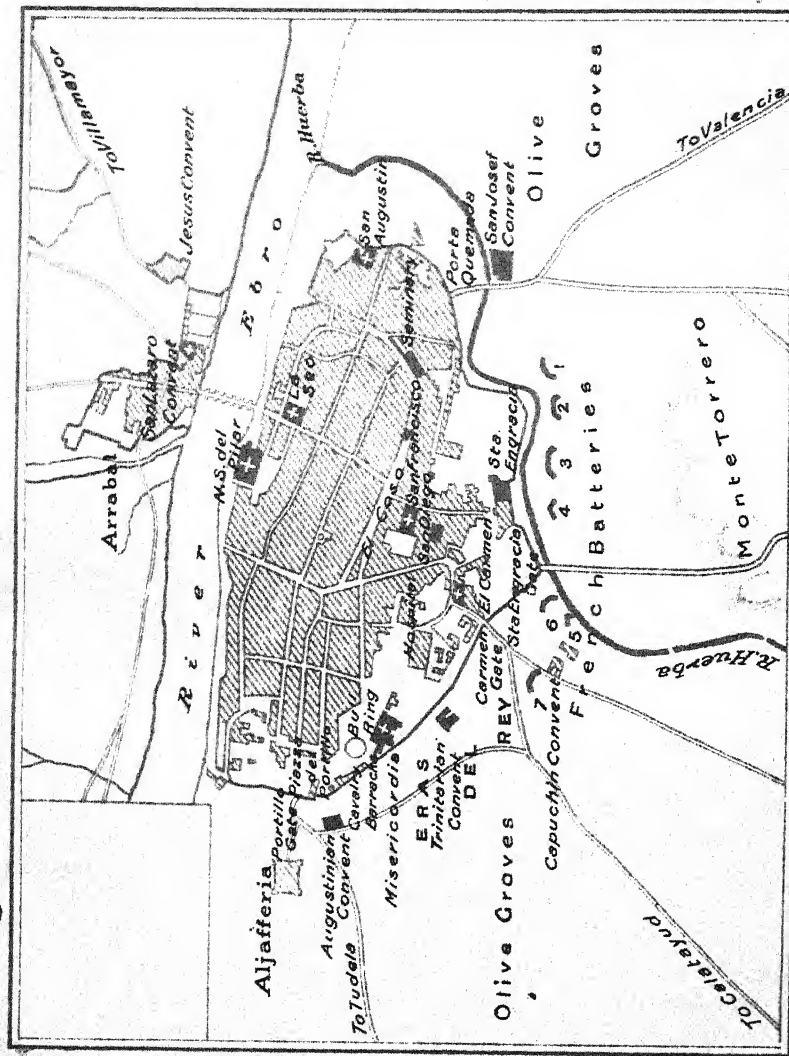 To Villamayor
Jesus Convent
San Lazaro
Convent
Arrabal
River Ebro
R. Huerba
N.S. del
Pilar
La
Seo
San
Augustin
Seminary
El Coso
San Francisco
San Diego
Hospital
Porta
Quemada
San Josef
Convent
Olive
Groves
To Valencia
Sta.
Engracia
El Carmen
Carmen
Gate
Sta Engracia
Gate
Aljafferia
Portillo
Gate
Piazza
del
Portillo
Bull
Ring
Cavalry
Barracks
Misericordia
Augustinian
Convent
To Tudela
ERAS
DEL REY
Trinitarian
Convent
Olive Groves
Capuchin Convent
French Batteries
1
2
3
4
5
6
7
Monte Torrero
R. Huerba
To Calatayud